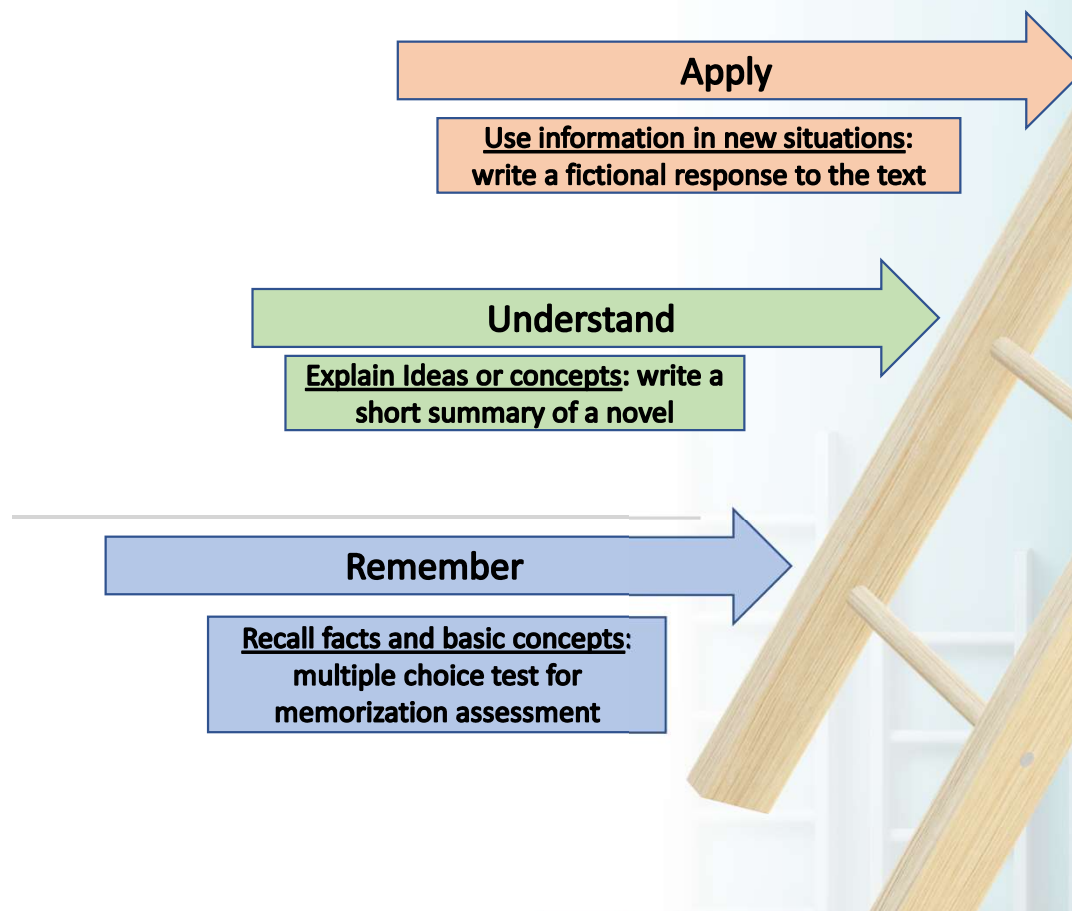 Apply
Use information in new situations:
write a fictional response to the text
Understand
Explain Ideas or concepts: write a
short summary of a novel
Remember
Recall facts and basic concepts:
multiple choice test for
memorization assessment